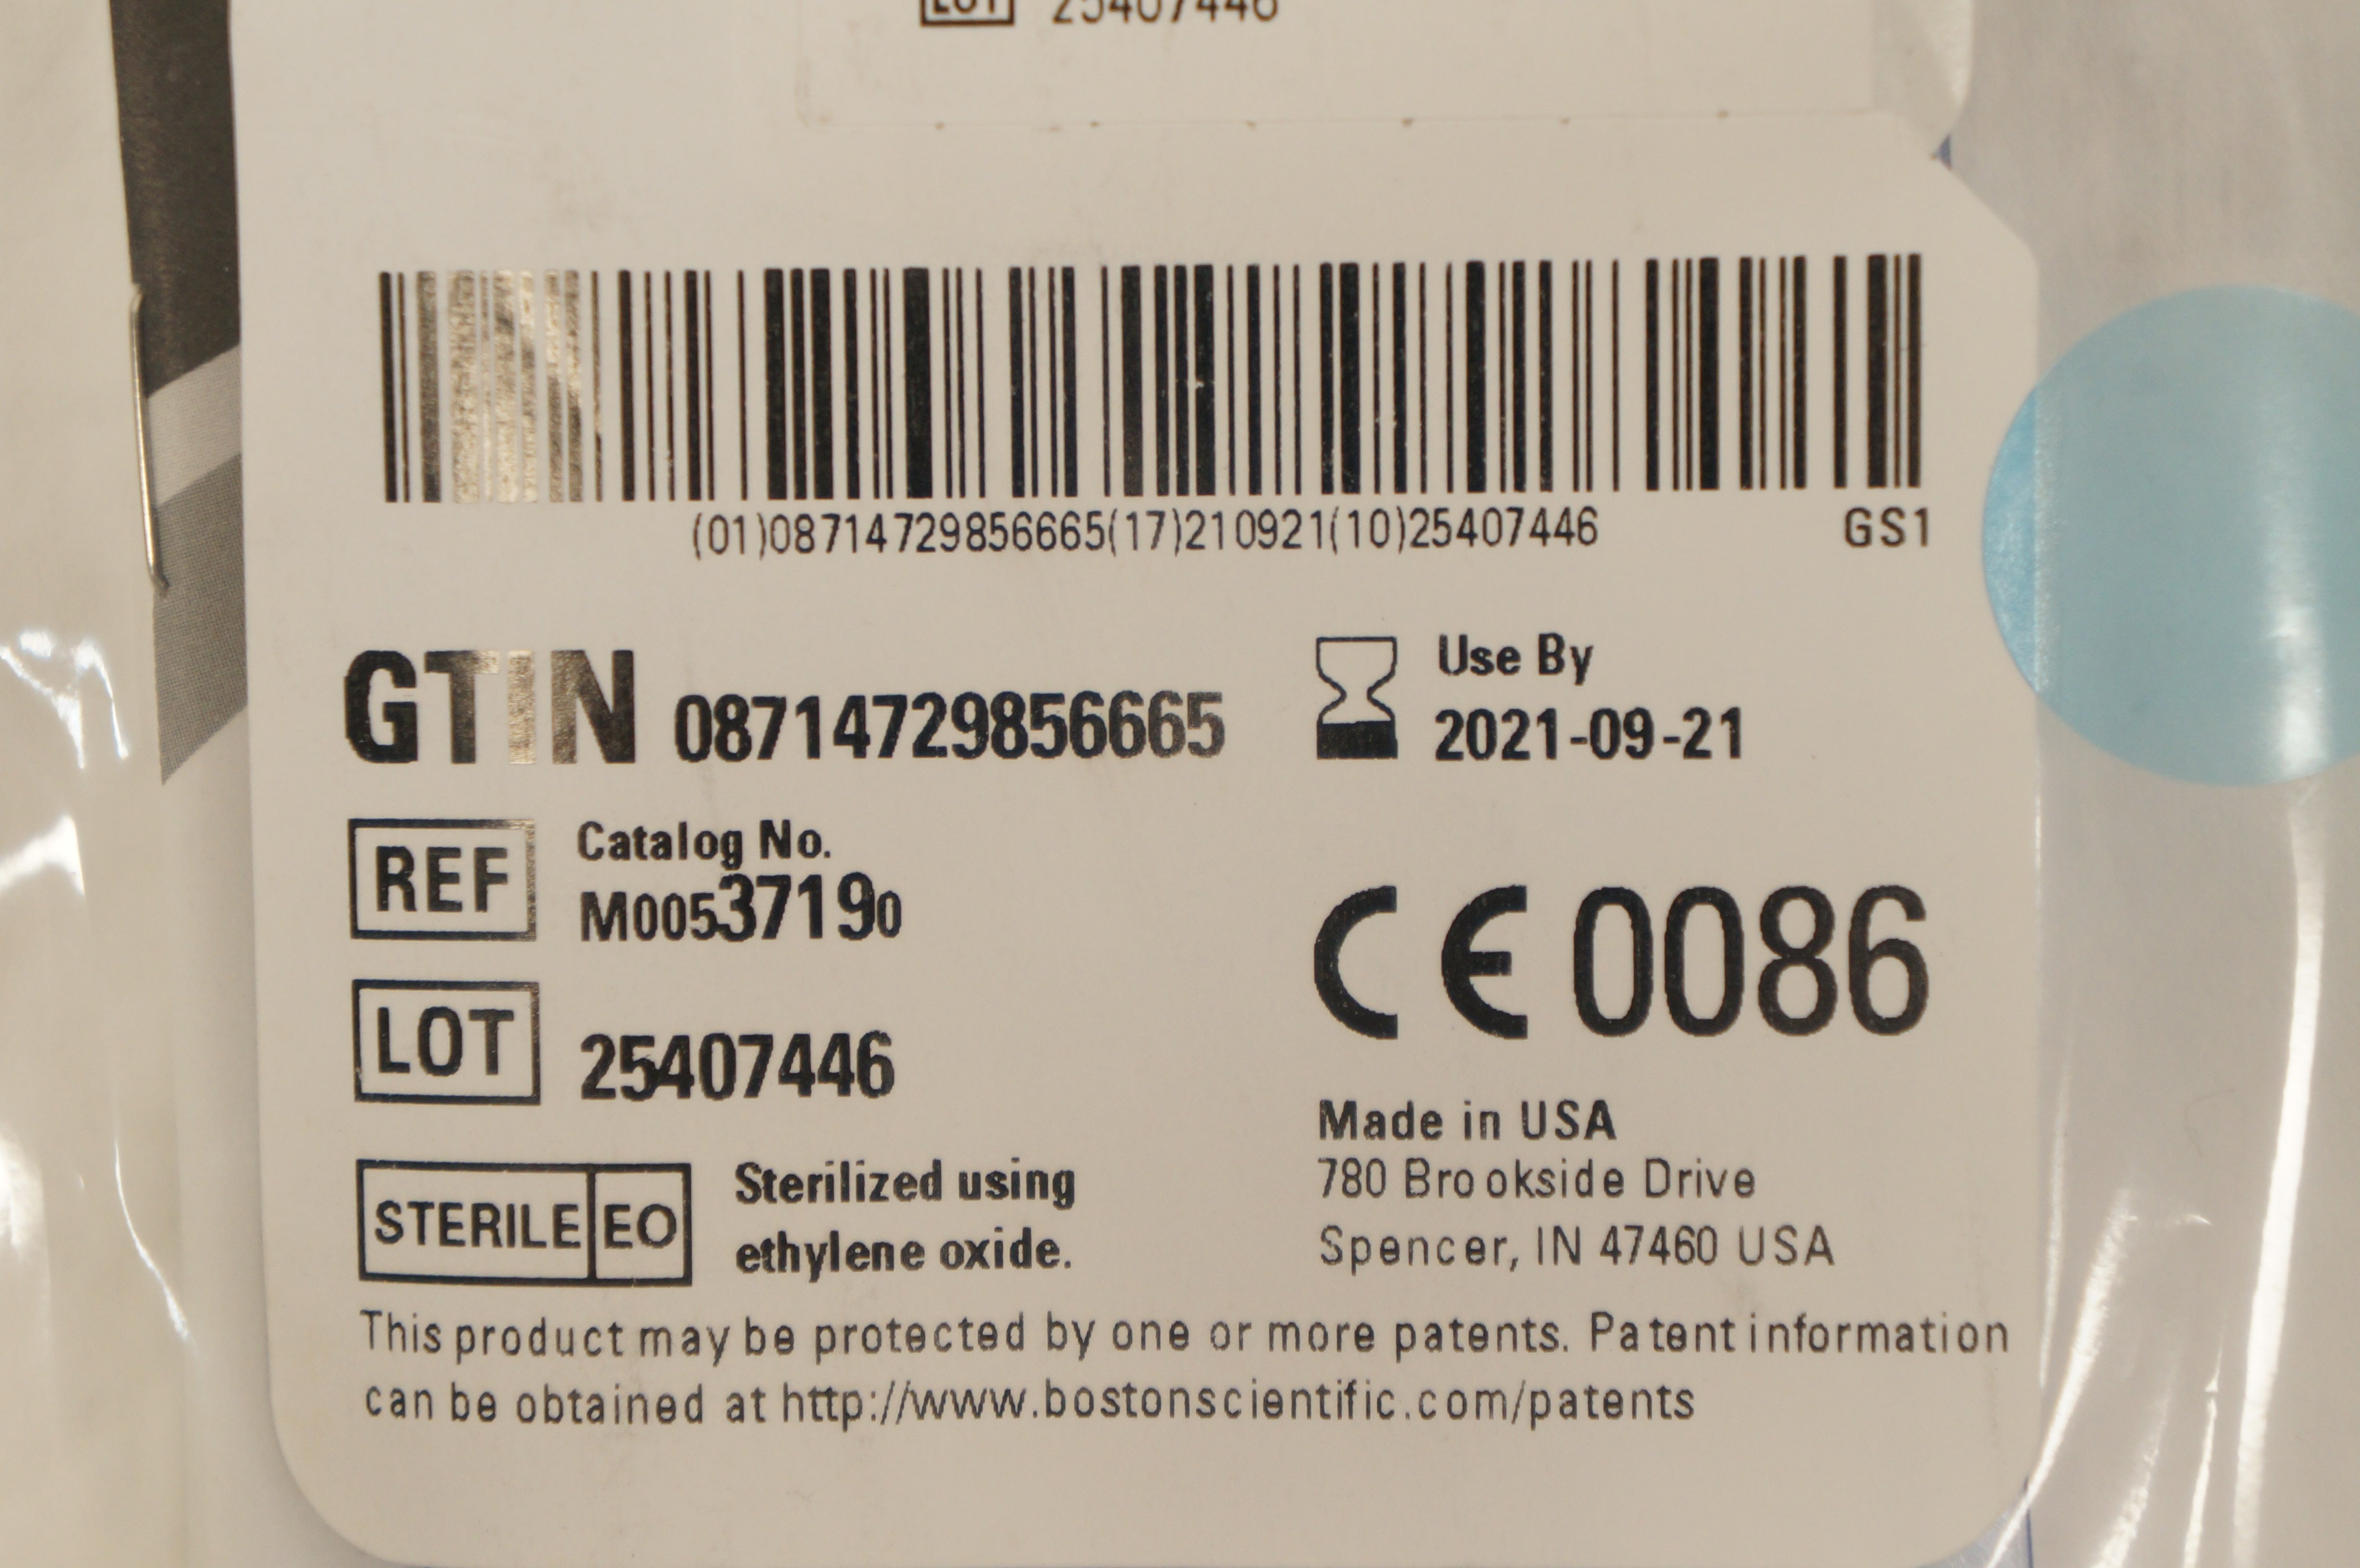 LOT 25407446
(01)08714729856665(17)210921(10)25407446 GS1
GTIN 08714729856665
Use By
2021-09-21
REF Catalog No.
M00537190
CE 0086
LOT 25407446
Made in USA
780 Brookside Drive
Spencer, IN 47460 USA
STERILE EO Sterilized using
ethylene oxide.
This product may be protected by one or more patents. Patent information
can be obtained at http://www.bostonscientific.com/patents